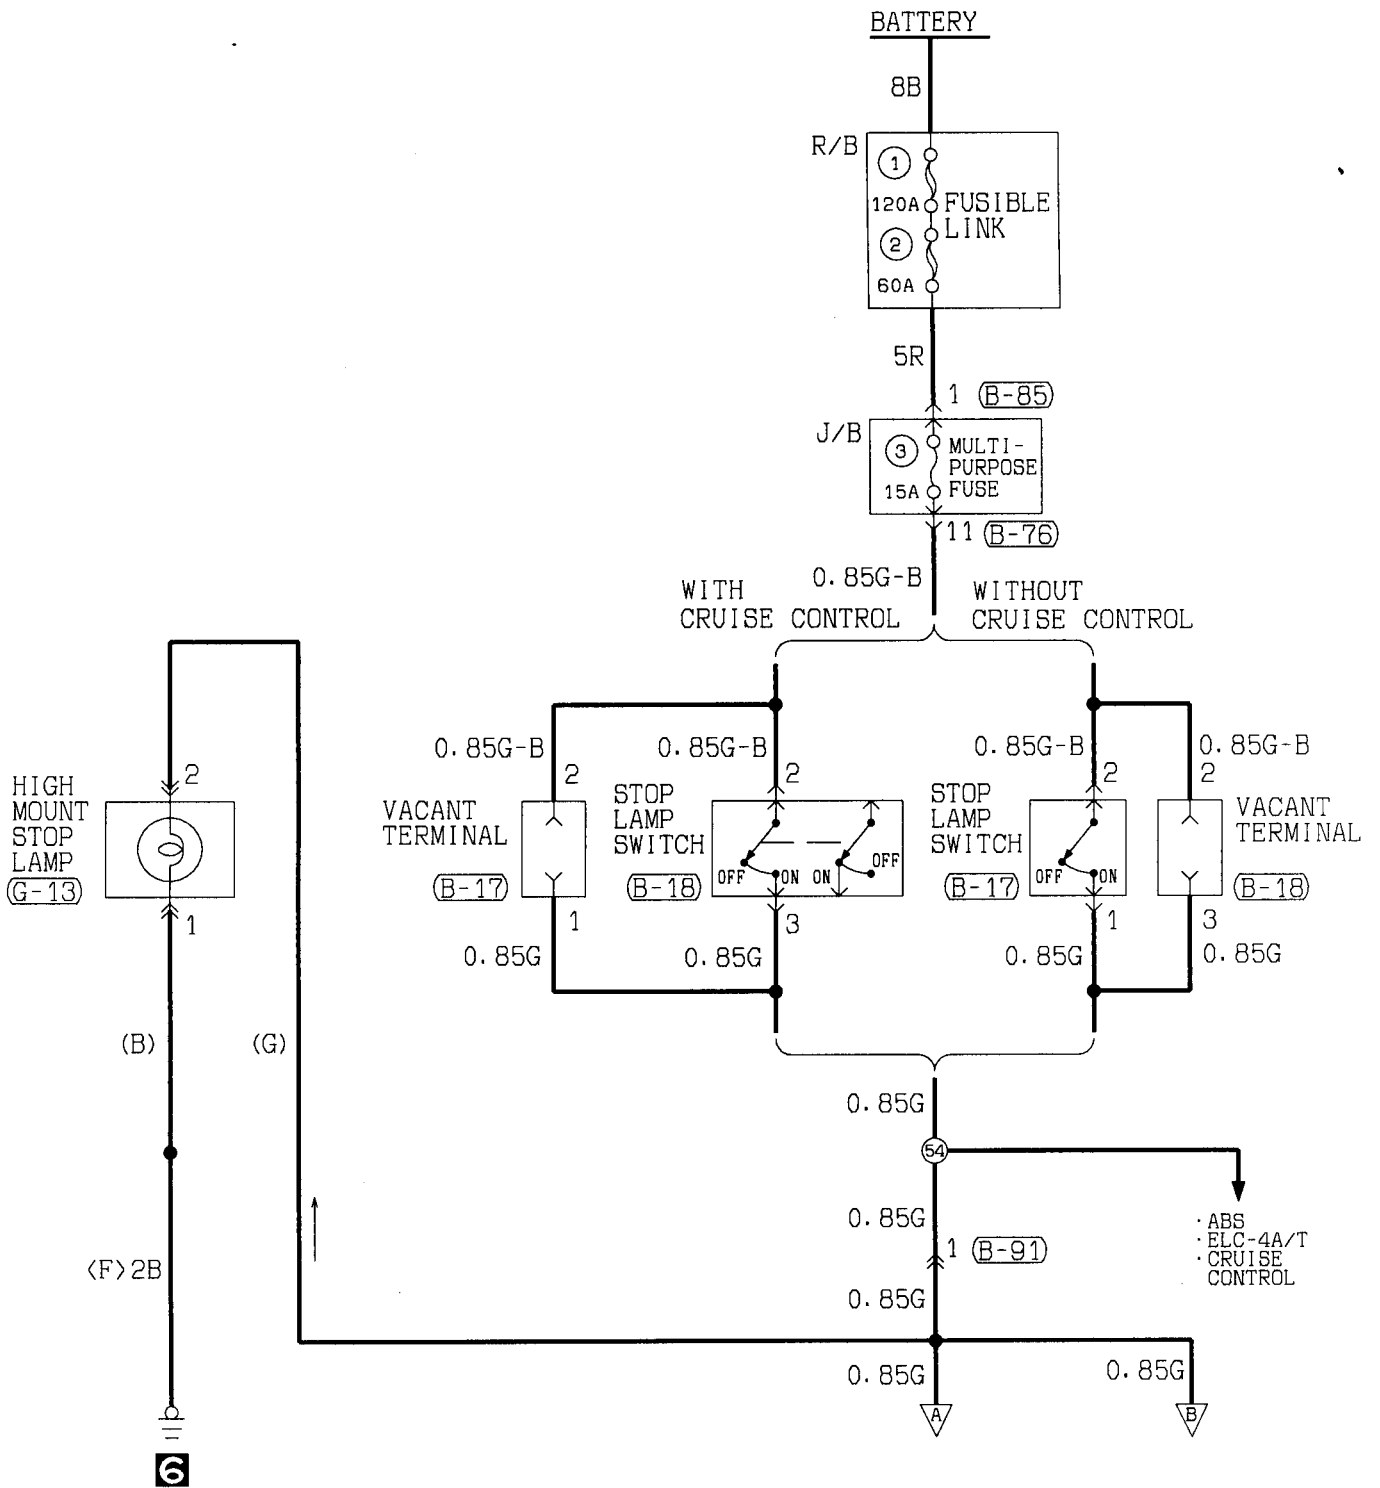 BATTERY
8B
R/B
1
120A
FUSIBLE
LINK
2
60A
5R
1
B-85
J/B
3
15A
MULTI-
PURPOSE
FUSE
11
B-76
0.85G-B
WITH
CRUISE CONTROL
WITHOUT
CRUISE CONTROL
0.85G-B
2
0.85G-B
2
0.85G-B
2
0.85G-B
2
HIGH
MOUNT
STOP
LAMP
G-13
2
1
VACANT
TERMINAL
B-17
1
STOP
LAMP
SWITCH
B-18
OFF
ON
ON
OFF
3
STOP
LAMP
SWITCH
B-17
OFF
ON
1
VACANT
TERMINAL
B-18
3
0.85G
0.85G
0.85G
0.85G
(B)
(G)
0.85G
54
0.85G
1
B-91
·ABS
·ELC-4A/T
·CRUISE
CONTROL
<F>2B
0.85G
0.85G
0.85G
A
B
6